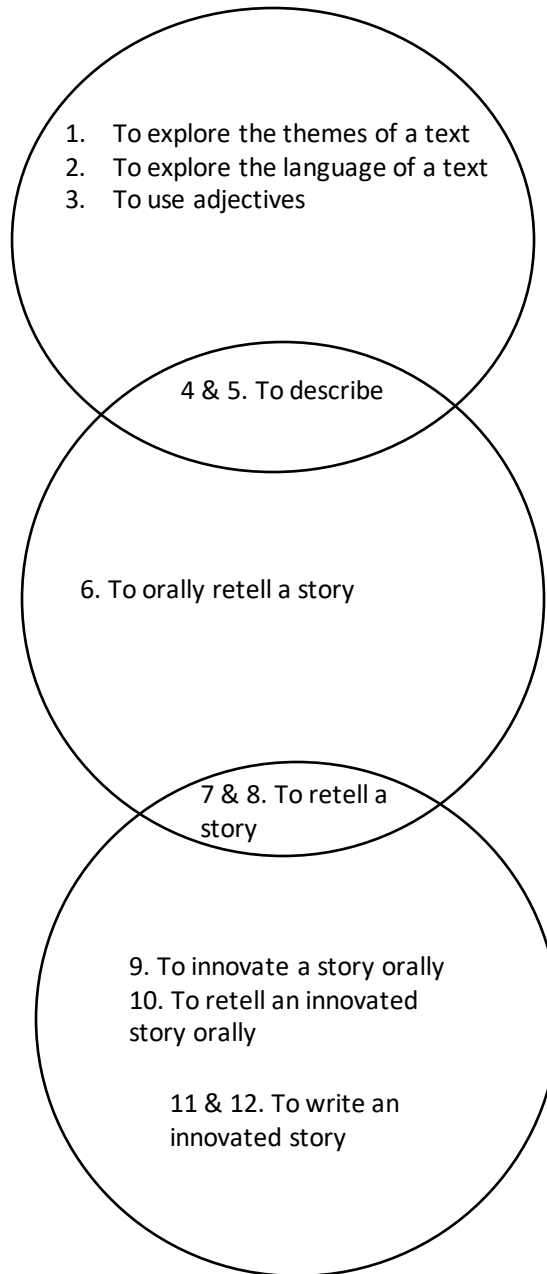 1. To explore the themes of a text
2. To explore the language of a text
3. To use adjectives
4 & 5. To describe
6. To orally retell a story
7 & 8. To retell a
story
9. To innovate a story orally
10. To retell an innovated
story orally
11 & 12. To write an
innovated story